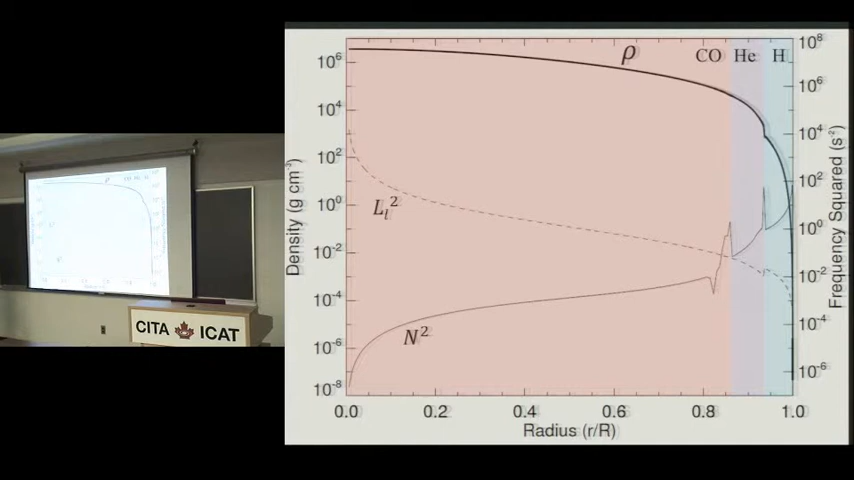 ρ
CO He H
10^6
10^4
10^2
10^0
10^-2
10^-4
10^-6
10^-8
Density (g cm^-3)
10^8
10^6
10^4
10^2
10^0
10^-2
10^-4
10^-6
Frequency Squared (s^-2)
L_l^2
N^2
0.0 0.2 0.4 0.6 0.8 1.0
Radius (r/R)
CITA ICAT